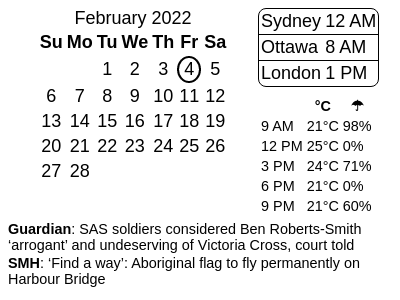 February 2022
Su Mo Tu We Th Fr Sa
1 2 3 4 5
6 7 8 9 10 11 12
13 14 15 16 17 18 19
20 21 22 23 24 25 26
27 28
Sydney 12 AM
Ottawa 8 AM
London 1 PM
°C ☂
9 AM 21°C 98%
12 PM 25°C 0%
3 PM 24°C 71%
6 PM 21°C 0%
9 PM 21°C 60%
Guardian: SAS soldiers considered Ben Roberts-Smith
‘arrogant’ and undeserving of Victoria Cross, court told
SMH: ‘Find a way’: Aboriginal flag to fly permanently on
Harbour Bridge